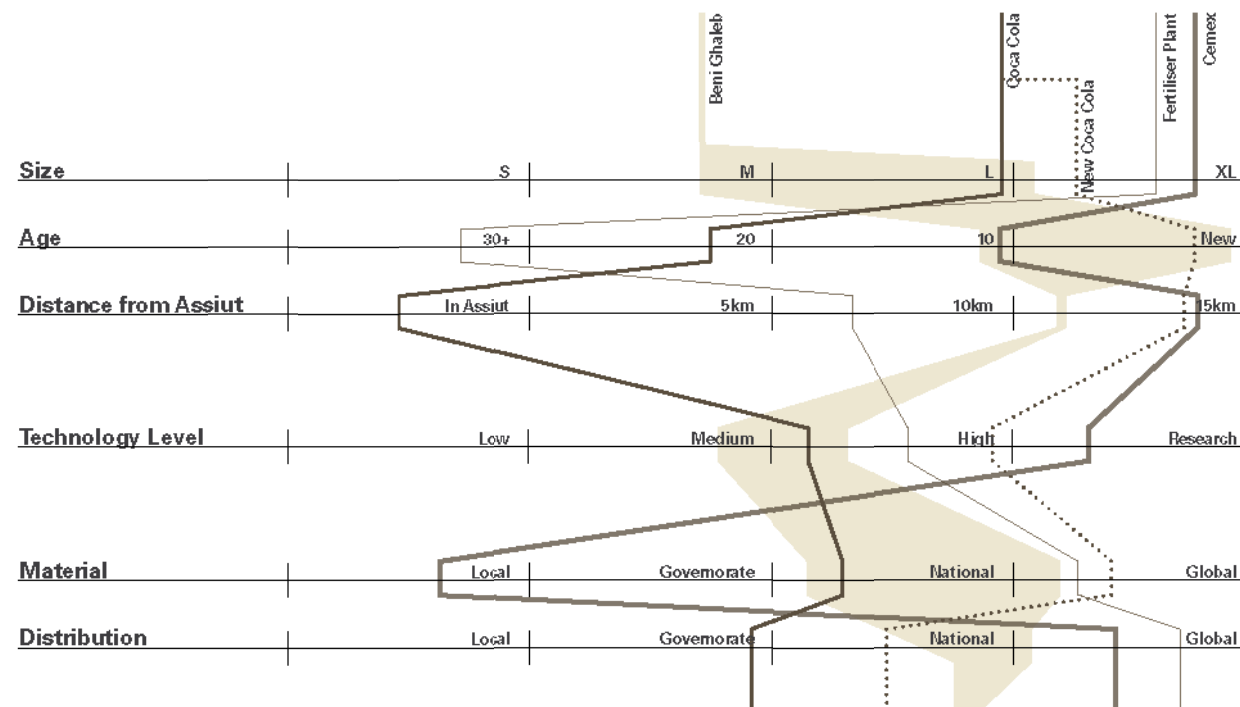 Beni Ghaleb
Coca Cola
New Coca Cola
Fertiliser Plant
Cemex
Size S M L XL
Age 30+ 20 10 New
Distance from Assiut In Assiut 5km 10km 15km
Technology Level Low Medium High Research
Material Local Governorate National Global
Distribution Local Governorate National Global